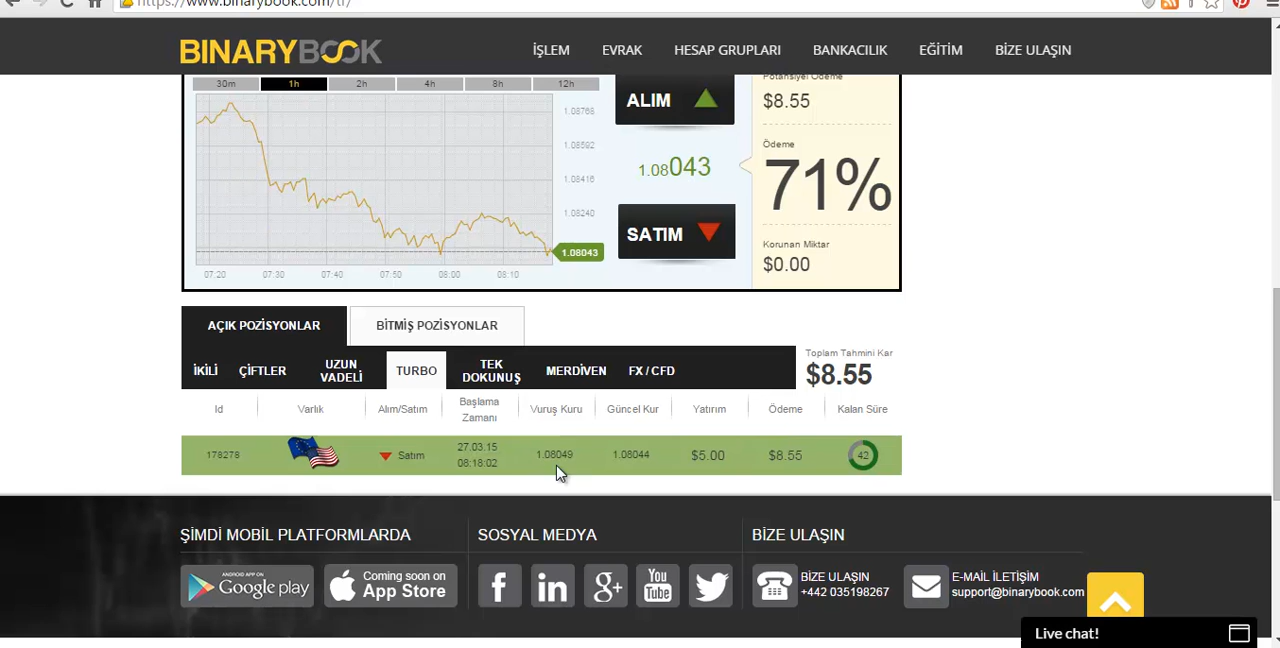 https://www.binarybook.com/tr/
BINARYBOOK
İŞLEM EVRAK HESAP GRUPLARI BANKACILIK EĞİTİM BİZE ULAŞIN
30m 1h 2h 4h 8h 12h
1.08765
1.08592
1.08416
1.08240
1.08043
07:20 07:30 07:40 07:50 08:00 08:10
ALIM
1.08043
SATIM
Potansiyel Ödeme
$8.55
Ödeme
71%
Korunan Miktar
$0.00
AÇIK POZİSYONLAR BİTMİŞ POZİSYONLAR
İKİLİ ÇİFTLER UZUN VADELİ TURBO TEK DOKUNUŞ MERDİVEN FX / CFD
Toplam Tahmini Kar
$8.55
Id Varlık Alım/Satım Başlama Zamanı Vuruş Kuru Güncel Kur Yatırım Ödeme Kalan Süre
178278 Satım 27.03.15 08:18:02 1.08049 1.08044 $5.00 $8.55 42
ŞİMDİ MOBİL PLATFORMLARDA
ANDROID APP ON
Google play
Coming soon on
App Store
SOSYAL MEDYA
f in g+ You Tube
BİZE ULAŞIN
BİZE ULAŞIN
+442 035198267
E-MAIL İLETİŞİM
support@binarybook.com
Live chat!